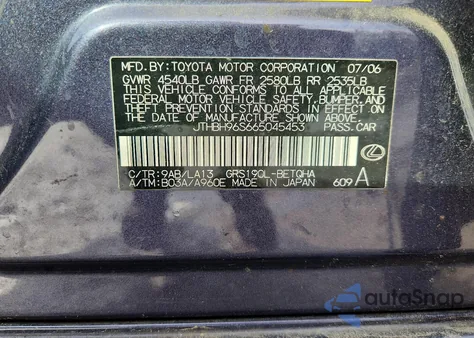 MFD. BY: TOYOTA MOTOR CORPORATION 07/06
GVWR 4540LB GAWR FR 2580LB RR 2535LB
THIS VEHICLE CONFORMS TO ALL APPLICABLE
FEDERAL MOTOR VEHICLE SAFETY, BUMPER,
AND THEFT PREVENTION STANDARDS IN EFFECT
ON THE DATE OF MANUFACTURE SHOWN ABOVE.
JTHBH96S665045453 PASS.CAR
C/TR:9AB/LA13 GRS190L-BETQHA
A/TM:B03A/A960E MADE IN JAPAN 609 A
autoSnap